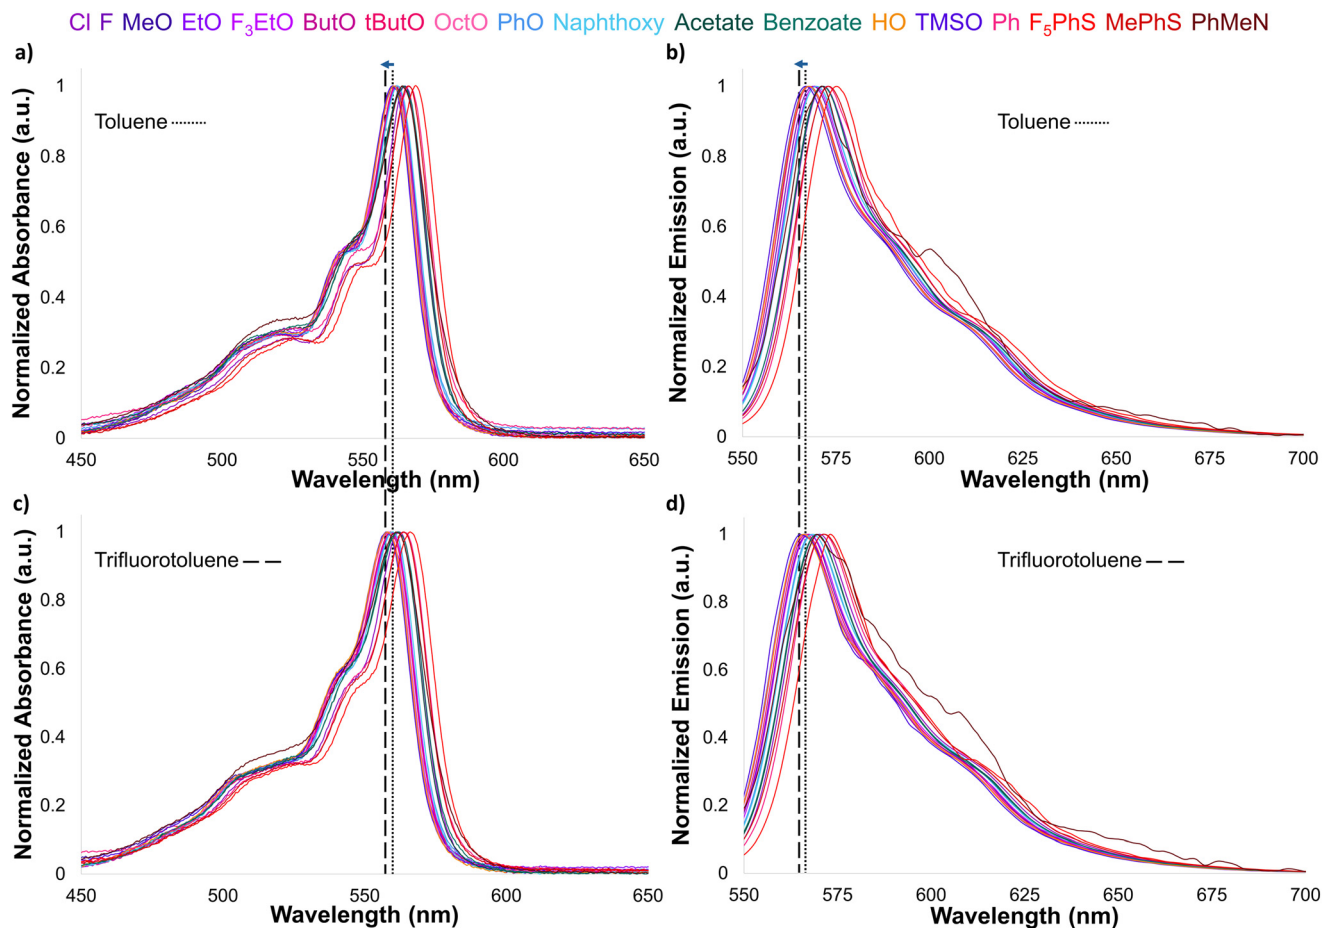 Cl F MeO EtO F₃EtO ButO tButO OctO PhO Naphthoxy Acetate Benzoate HO TMSO Ph F₅PhS MePhS PhMeN
a)
Normalized Absorbance (a.u.)
Toluene
1
0.8
0.6
0.4
0.2
0
450 500 550 600 650
Wavelength (nm)
b)
Normalized Emission (a.u.)
Toluene
1
0.8
0.6
0.4
0.2
0
550 575 600 625 650 675 700
Wavelength (nm)
c)
Normalized Absorbance (a.u.)
Trifluorotoluene
1
0.8
0.6
0.4
0.2
0
450 500 550 600 650
Wavelength (nm)
d)
Normalized Emission (a.u.)
Trifluorotoluene
1
0.8
0.6
0.4
0.2
0
550 575 600 625 650 675 700
Wavelength (nm)